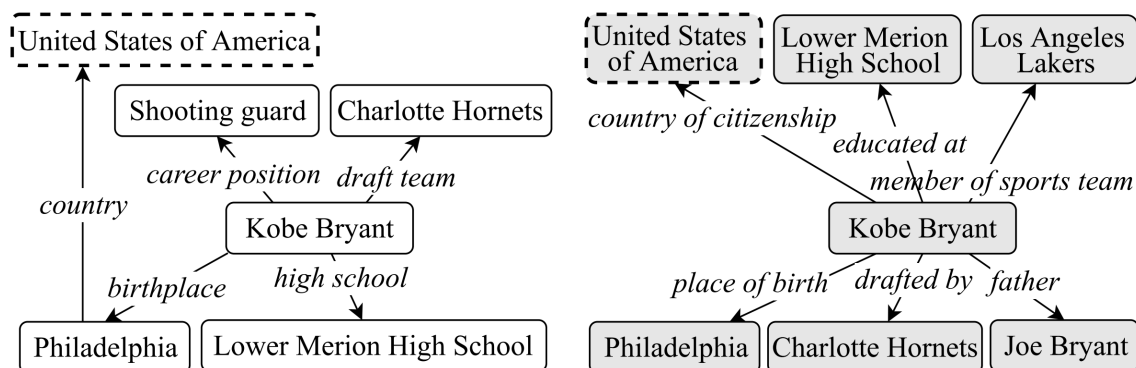 United States of America
Shooting guard
Charlotte Hornets
career position
draft team
country
Kobe Bryant
birthplace
high school
Philadelphia
Lower Merion High School
United States
of America
Lower Merion
High School
Los Angeles
Lakers
country of citizenship
educated at
member of sports team
Kobe Bryant
place of birth
drafted by
father
Philadelphia
Charlotte Hornets
Joe Bryant